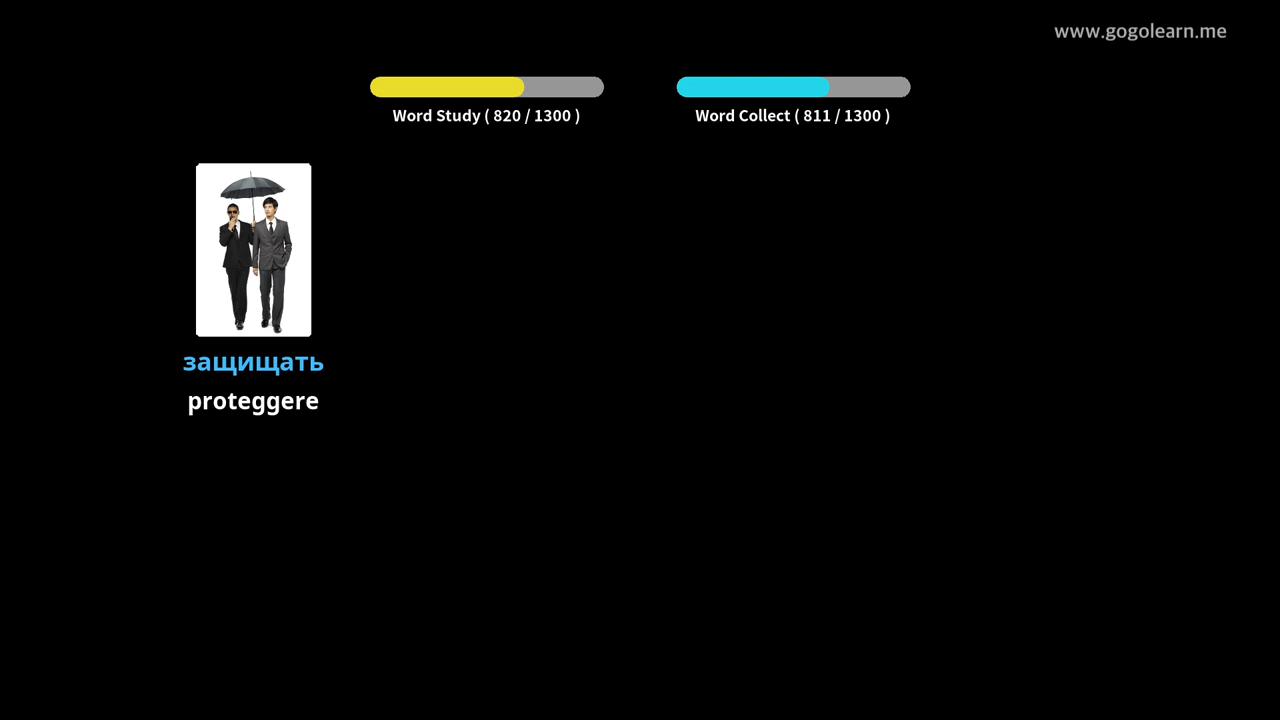 www.gogolearn.me
Word Study ( 820 / 1300 )
Word Collect ( 811 / 1300 )
защищать
proteggere